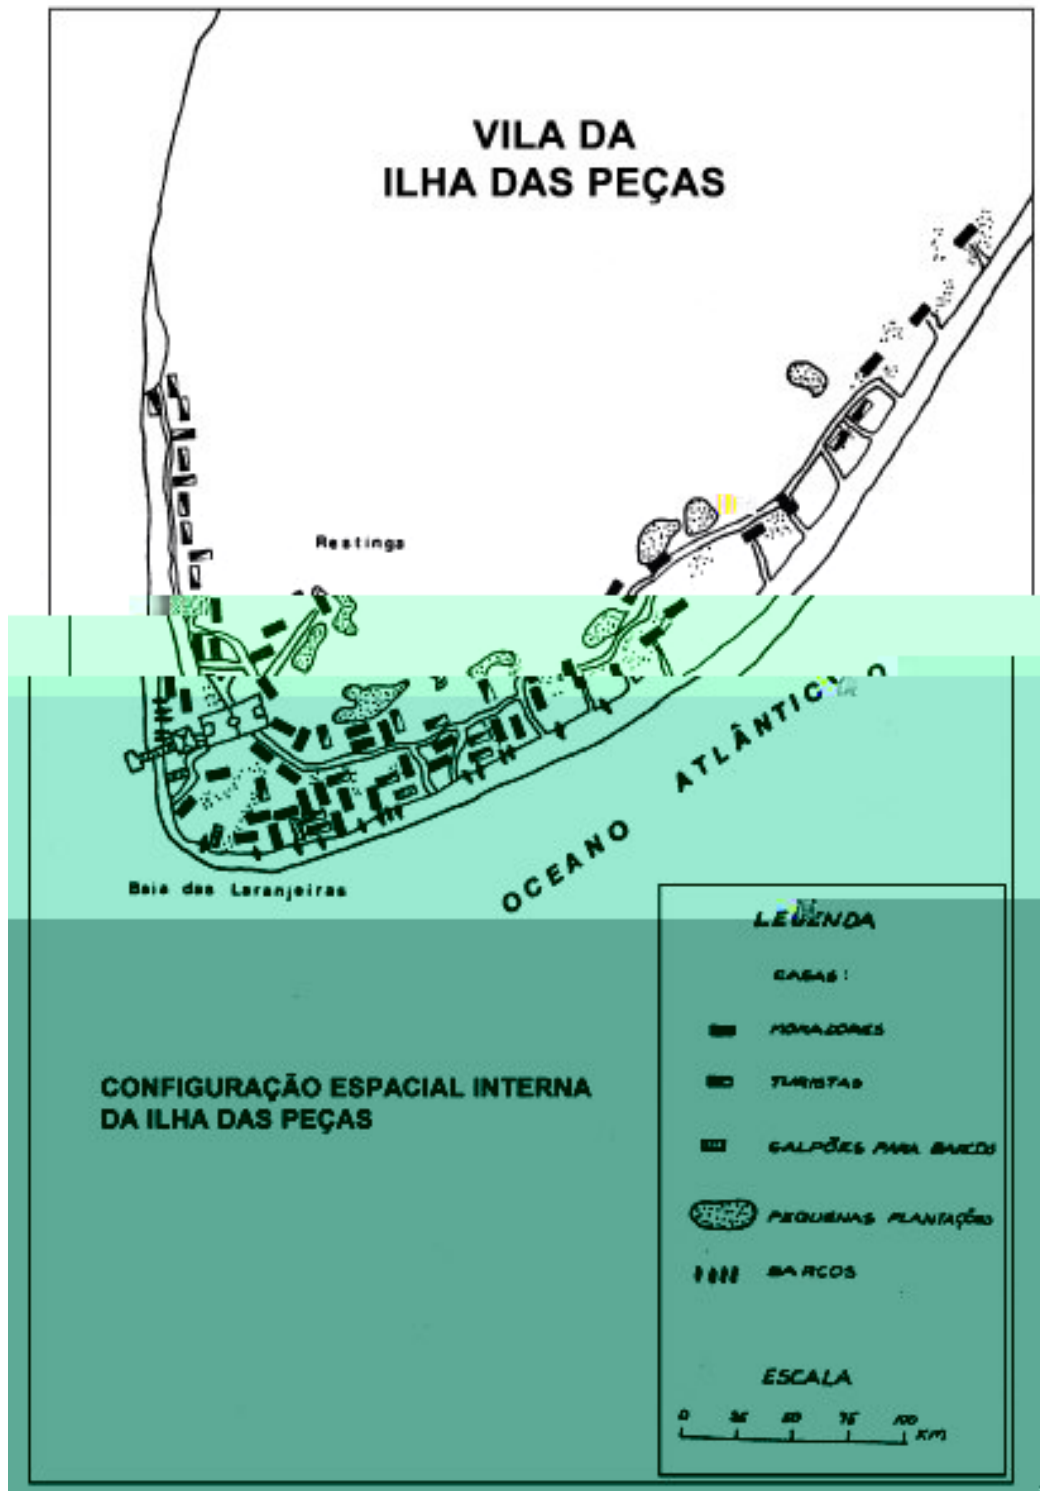 VILA DA
ILHA DAS PEÇAS
Restinga
OCEANO ATLÂNTICO
Baia das Laranjeiras
LEGENDA
CASAS:
MORADORES
TURISTAS
GALPÕES PARA BARCOS
PEQUENAS PLANTAÇÕES
BARCOS
CONFIGURAÇÃO ESPACIAL INTERNA
DA ILHA DAS PEÇAS
ESCALA
0 25 50 75 100
KM